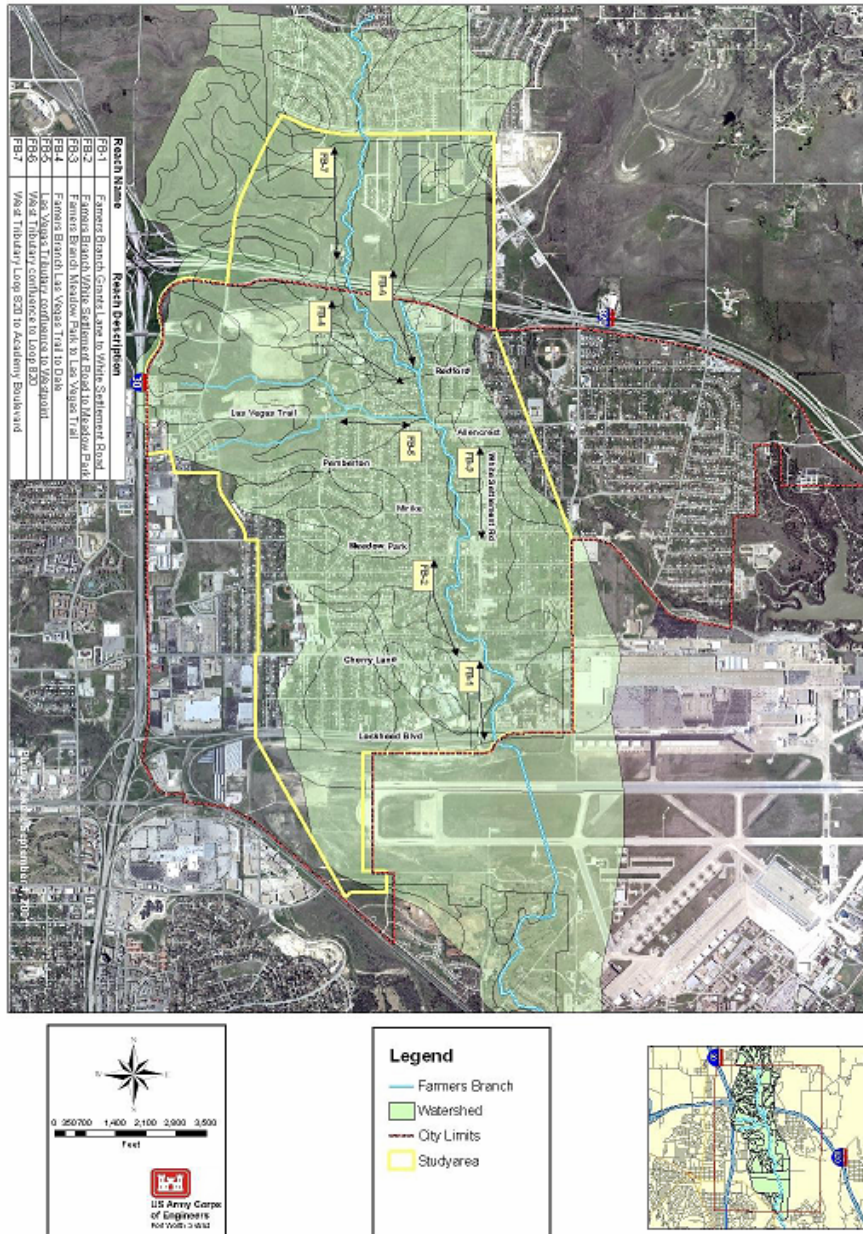 Reach Name Reach Description
FB-1 Farmers Branch Grants Lane to White Settlement Road
FB-2 Farmers Branch White Settlement Road to Meadow Park
FB-3 Farmers Branch Meadow Park to Las Vegas Trail
FB-4 Farmers Branch Las Vegas Trail to Dale
FB-5 Las Vegas Tributary confluence to Westpoint
FB-6 West Tributary confluence to Loop 820
FB-7 West Tributary Loop 820 to Academy Boulevard
FB-7
FB-6
FB-4
820
Redford
30
Las Vegas Trail
FB-5
Allencrest
FB-3
White Settlement Rd
Pemberton
Mirike
Meadow Park
FB-2
Cherry Lane
FB-1
Lockheed Blvd
N
W E
S
0 350 700 1,400 2,100 2,800 3,500
Feet
US Army Corps
of Engineers
Fort Worth District
Legend
Farmers Branch
Watershed
City Limits
Studyarea